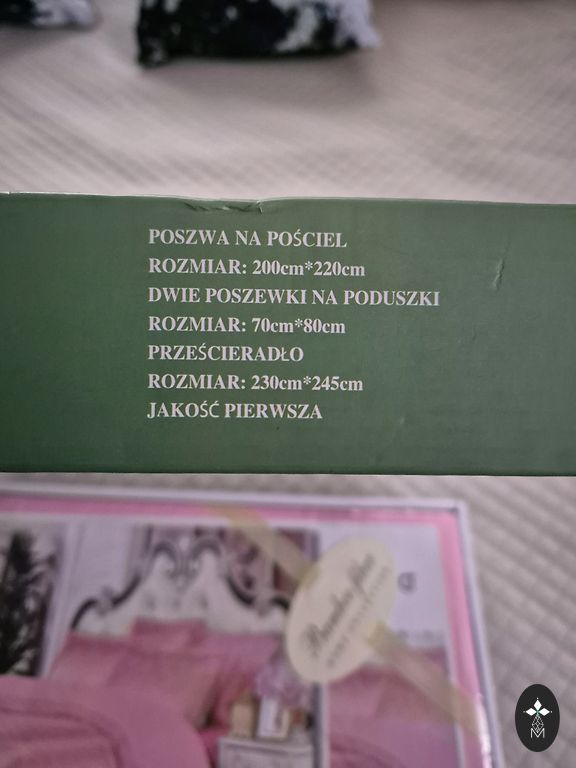 POSZWA NA POŚCIEL
ROZMIAR: 200cm*220cm
DWIE POSZEWKI NA PODUSZKI
ROZMIAR: 70cm*80cm
PRZEŚCIERADŁO
ROZMIAR: 230cm*245cm
JAKOŚĆ PIERWSZA